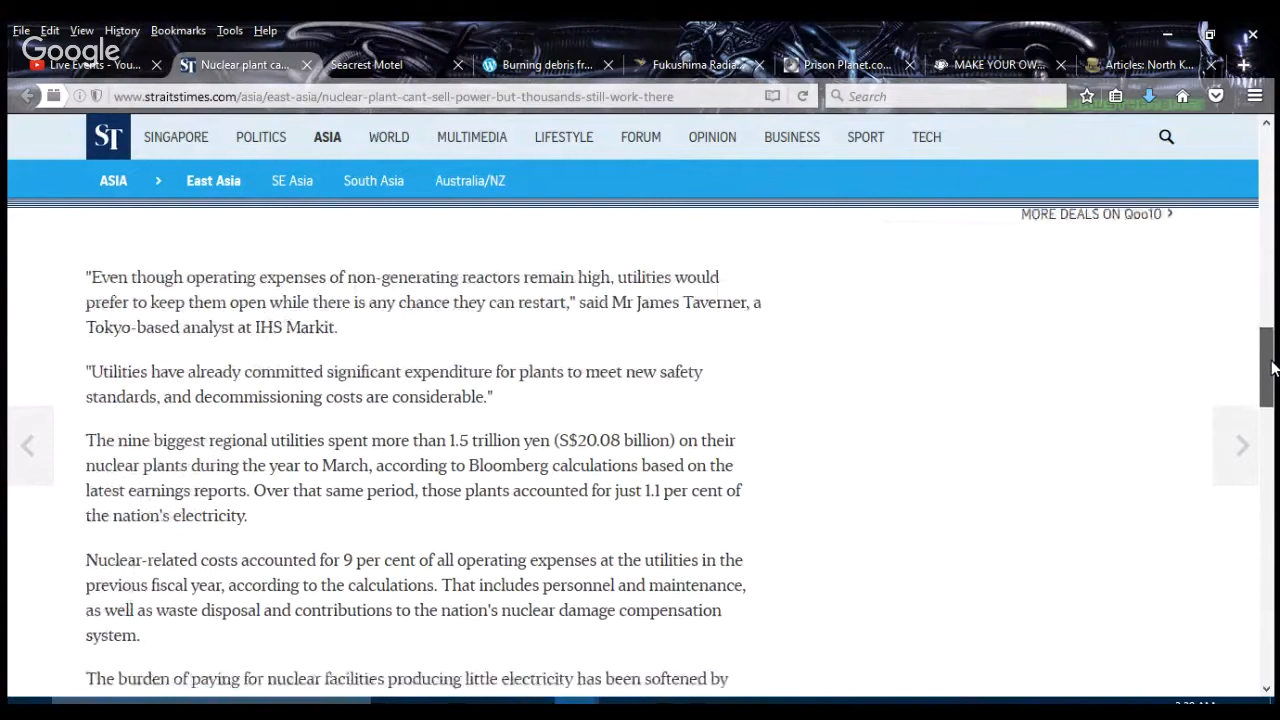 File Edit View History Bookmarks Tools Help
Google
Live Events - You...
Nuclear plant ca...
Seacrest Motel
Burning debris fr...
Fukushima Radia...
Prison Planet.co...
MAKE YOUR OW...
Articles: North K...
www.straitstimes.com/asia/east-asia/nuclear-plant-cant-sell-power-but-thousands-still-work-there
Search
ST SINGAPORE POLITICS ASIA WORLD MULTIMEDIA LIFESTYLE FORUM OPINION BUSINESS SPORT TECH
ASIA > East Asia SE Asia South Asia Australia/NZ
MORE DEALS ON Qoo10 >
"Even though operating expenses of non-generating reactors remain high, utilities would
prefer to keep them open while there is any chance they can restart," said Mr James Taverner, a
Tokyo-based analyst at IHS Markit.
"Utilities have already committed significant expenditure for plants to meet new safety
standards, and decommissioning costs are considerable."
The nine biggest regional utilities spent more than 1.5 trillion yen (S$20.08 billion) on their
nuclear plants during the year to March, according to Bloomberg calculations based on the
latest earnings reports. Over that same period, those plants accounted for just 1.1 per cent of
the nation's electricity.
Nuclear-related costs accounted for 9 per cent of all operating expenses at the utilities in the
previous fiscal year, according to the calculations. That includes personnel and maintenance,
as well as waste disposal and contributions to the nation's nuclear damage compensation
system.
The burden of paying for nuclear facilities producing little electricity has been softened by